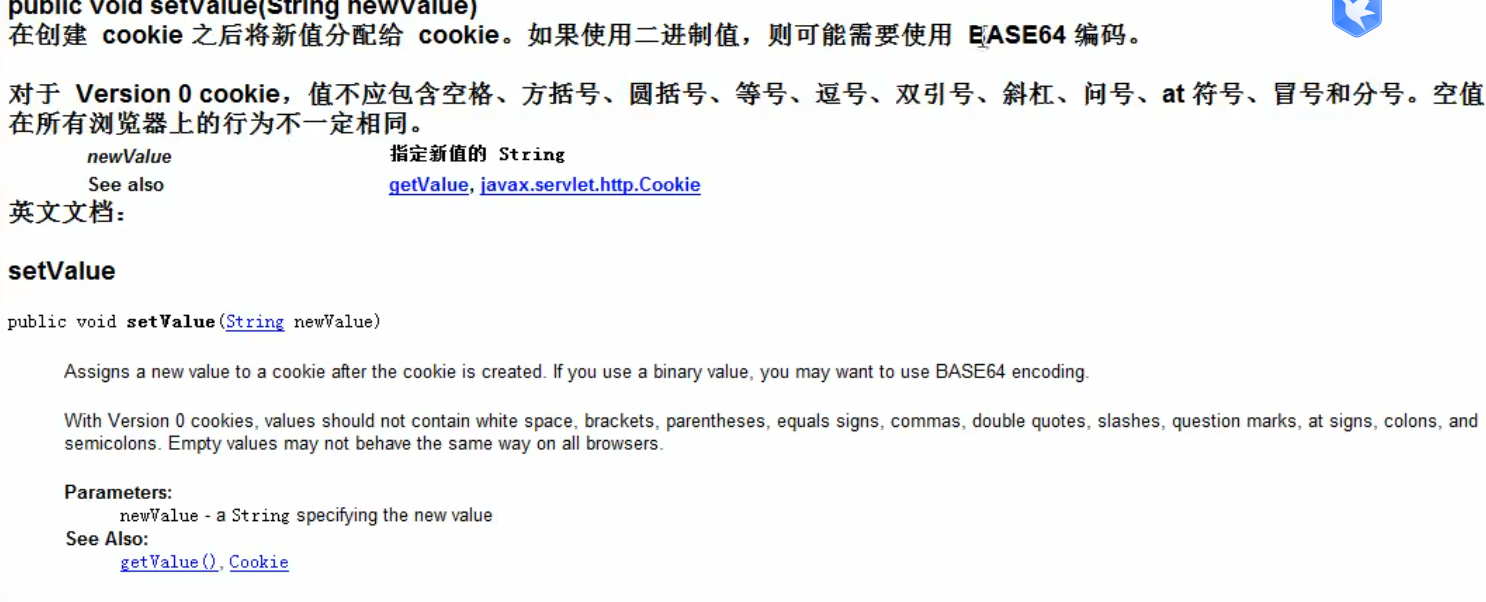 public void setValue(String newValue)
在创建 cookie 之后将新值分配给 cookie。如果使用二进制值，则可能需要使用 BASE64 编码。
对于 Version 0 cookie，值不应包含空格、方括号、圆括号、等号、逗号、双引号、斜杠、问号、at 符号、冒号和分号。空值
在所有浏览器上的行为不一定相同。
newValue 指定新值的 String
See also getValue, javax.servlet.http.Cookie
英文文档：
setValue
public void setValue(String newValue)
Assigns a new value to a cookie after the cookie is created. If you use a binary value, you may want to use BASE64 encoding.
With Version 0 cookies, values should not contain white space, brackets, parentheses, equals signs, commas, double quotes, slashes, question marks, at signs, colons, and
semicolons. Empty values may not behave the same way on all browsers.
Parameters:
newValue - a String specifying the new value
See Also:
getValue(), Cookie